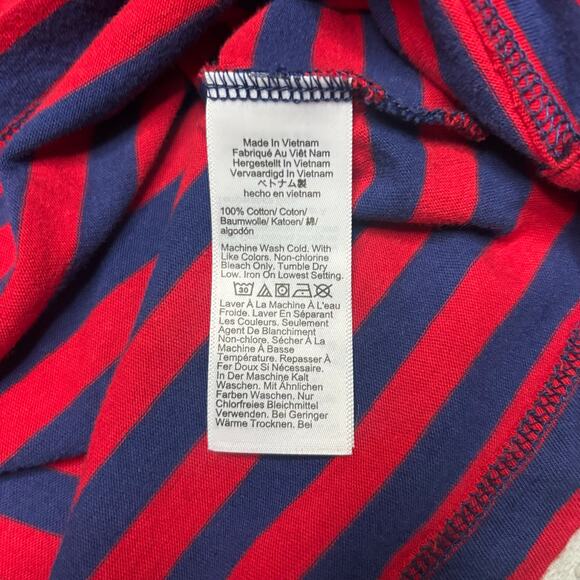 Made In Vietnam
Fabriqué Au Viêt Nam
Hergestellt In Vietnam
Vervaardigd In Vietnam
ベトナム製
hecho en vietnam
100% Cotton/ Coton/
Baumwolle/ Katoen/ 綿/
algodón
Machine Wash Cold. With
Like Colors. Non-chlorine
Bleach Only. Tumble Dry
Low. Iron On Lowest Setting.
30
Laver À La Machine À L'eau
Froide. Laver En Séparant
Les Couleurs. Seulement
Agent De Blanchiment
Non-chlore. Sécher À La
Machine À Basse
Température. Repasser À
Fer Doux Si Nécessaire.
In Der Maschine Kalt
Waschen. Mit Ähnlichen
Farben Waschen. Nur
Chlorfreies Bleichmittel
Verwenden. Bei Geringer
Wärme Trocknen. Bei